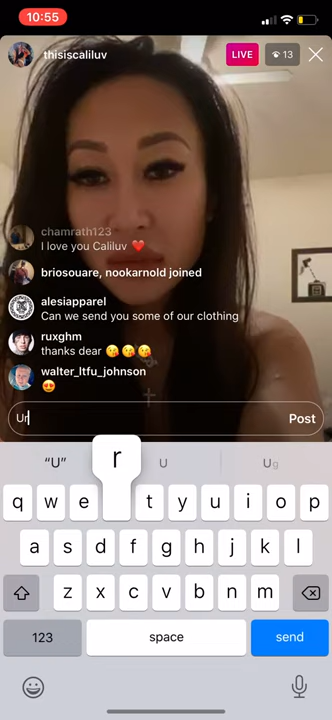 10:55
thisiscaliluv
LIVE
13
chamrath123
I love you Caliluv ❤️
briosouare, nookarnold joined
alesiapparel
Can we send you some of our clothing
ruxghm
thanks dear 😘😘😘
walter_ltfu_johnson
😍
Ur
Post
“U” U Ug
r
q w e t y u i o p
a s d f g h j k l
z x c v b n m
123 space send